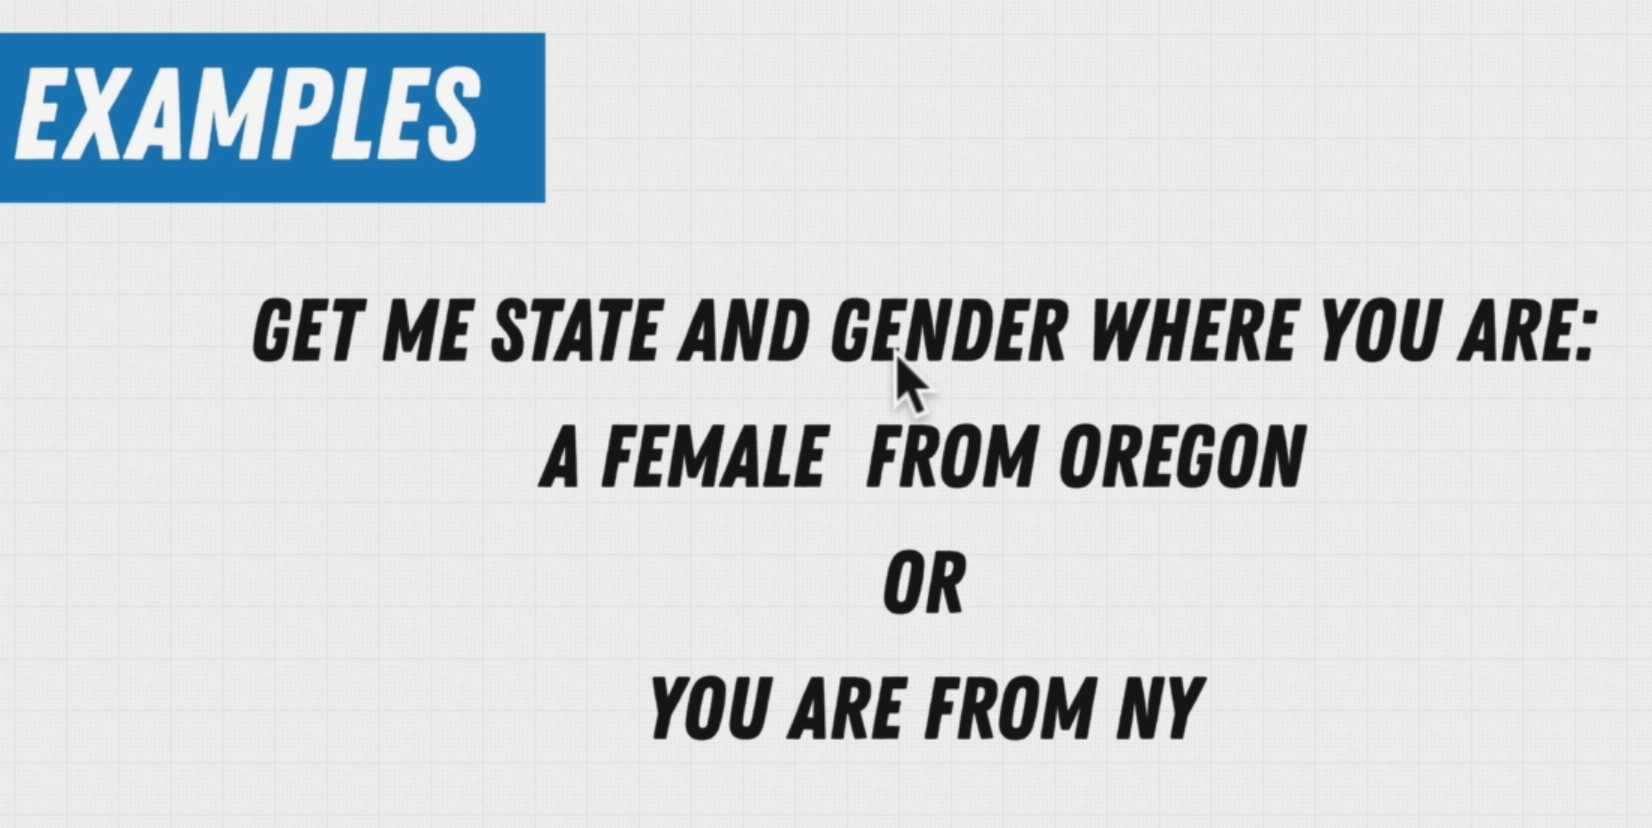 EXAMPLES
GET ME STATE AND GENDER WHERE YOU ARE:
A FEMALE  FROM OREGON
OR
YOU ARE FROM NY